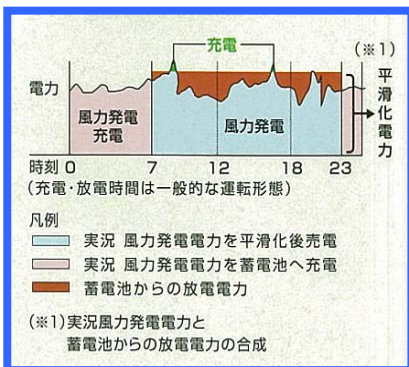 充電
(※1)
電力
風力発電
充電
風力発電
平滑化電力
時刻 0 7 12 18 23
(充電・放電時間は一般的な運転形態)
凡例
実況 風力発電電力を平滑化後売電
実況 風力発電電力を蓄電池へ充電
蓄電池からの放電電力
(※1)実況風力発電電力と
蓄電池からの放電電力の合成